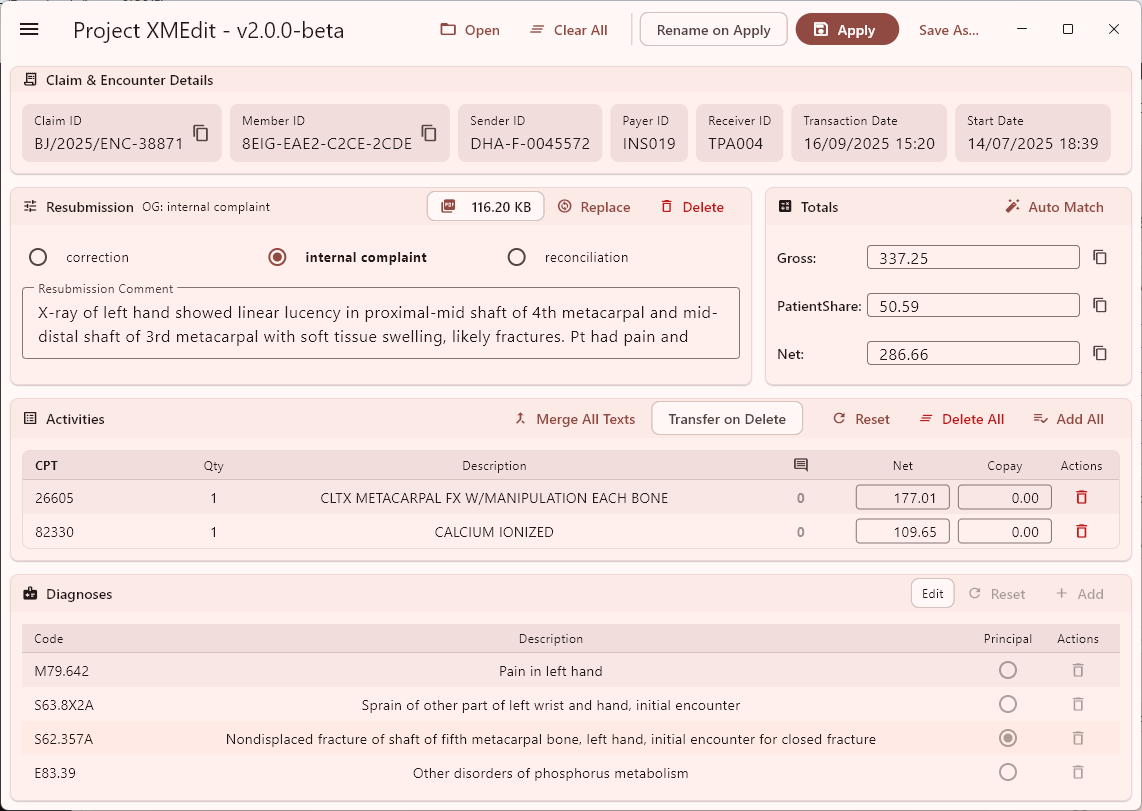 Project XMEdit - v2.0.0-beta
Open
Clear All
Rename on Apply
Apply
Save As...
Claim & Encounter Details
Claim ID
BJ/2025/ENC-38871
Member ID
8EIG-EAE2-C2CE-2CDE
Sender ID
DHA-F-0045572
Payer ID
INS019
Receiver ID
TPA004
Transaction Date
16/09/2025 15:20
Start Date
14/07/2025 18:39
Resubmission OG: internal complaint
PDF 116.20 KB
Replace
Delete
correction
internal complaint
reconciliation
Resubmission Comment
X-ray of left hand showed linear lucency in proximal-mid shaft of 4th metacarpal and mid-
distal shaft of 3rd metacarpal with soft tissue swelling, likely fractures. Pt had pain and
Totals
Auto Match
Gross: 337.25
PatientShare: 50.59
Net: 286.66
Activities
Merge All Texts
Transfer on Delete
Reset
Delete All
Add All
CPT Qty Description Net Copay Actions
26605 1 CLTX METACARPAL FX W/MANIPULATION EACH BONE 0 177.01 0.00
82330 1 CALCIUM IONIZED 0 109.65 0.00
Diagnoses
Edit
Reset
Add
Code Description Principal Actions
M79.642 Pain in left hand
S63.8X2A Sprain of other part of left wrist and hand, initial encounter
S62.357A Nondisplaced fracture of shaft of fifth metacarpal bone, left hand, initial encounter for closed fracture
E83.39 Other disorders of phosphorus metabolism